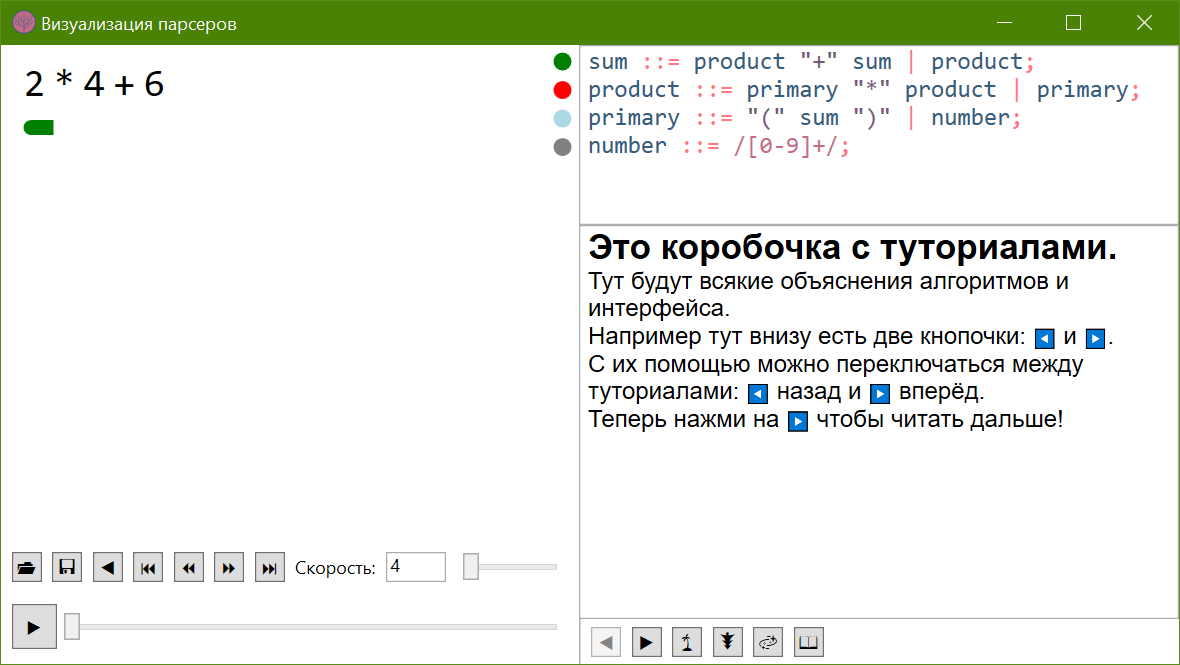 Визуализация парсеров
2 * 4 + 6
sum ::= product "+" sum | product;
product ::= primary "*" product | primary;
primary ::= "(" sum ")" | number;
number ::= /[0-9]+/;
Это коробочка с туториалами.
Тут будут всякие объяснения алгоритмов и
интерфейса.
Например тут внизу есть две кнопочки: ◀ и ▶.
С их помощью можно переключаться между
туториалами: ◀ назад и ▶ вперёд.
Теперь нажми на ▶ чтобы читать дальше!
Скорость: 4